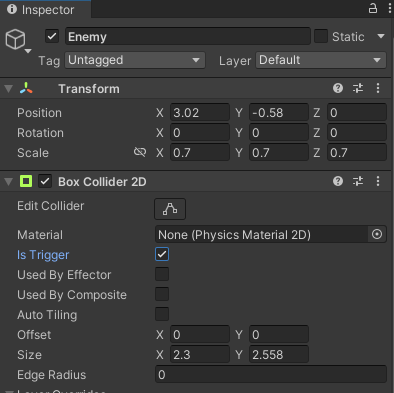 Inspector
Enemy Static
Tag Untagged Layer Default
Transform
Position X 3.02 Y -0.58 Z 0
Rotation X 0 Y 0 Z 0
Scale X 0.7 Y 0.7 Z 0.7
Box Collider 2D
Edit Collider
Material None (Physics Material 2D)
Is Trigger
Used By Effector
Used By Composite
Auto Tiling
Offset X 0 Y 0
Size X 2.3 Y 2.558
Edge Radius 0
Layer Overrides